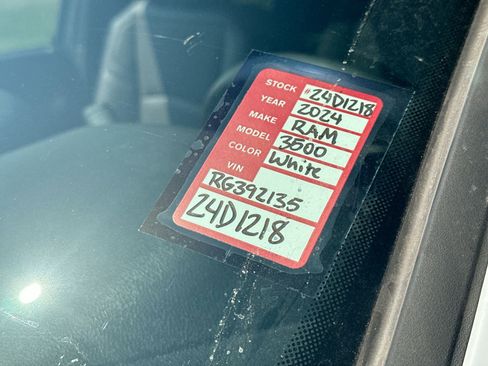 STOCK #24D1218
YEAR 2024
MAKE RAM
MODEL 3500
COLOR White
VIN
RG392135
24D1218